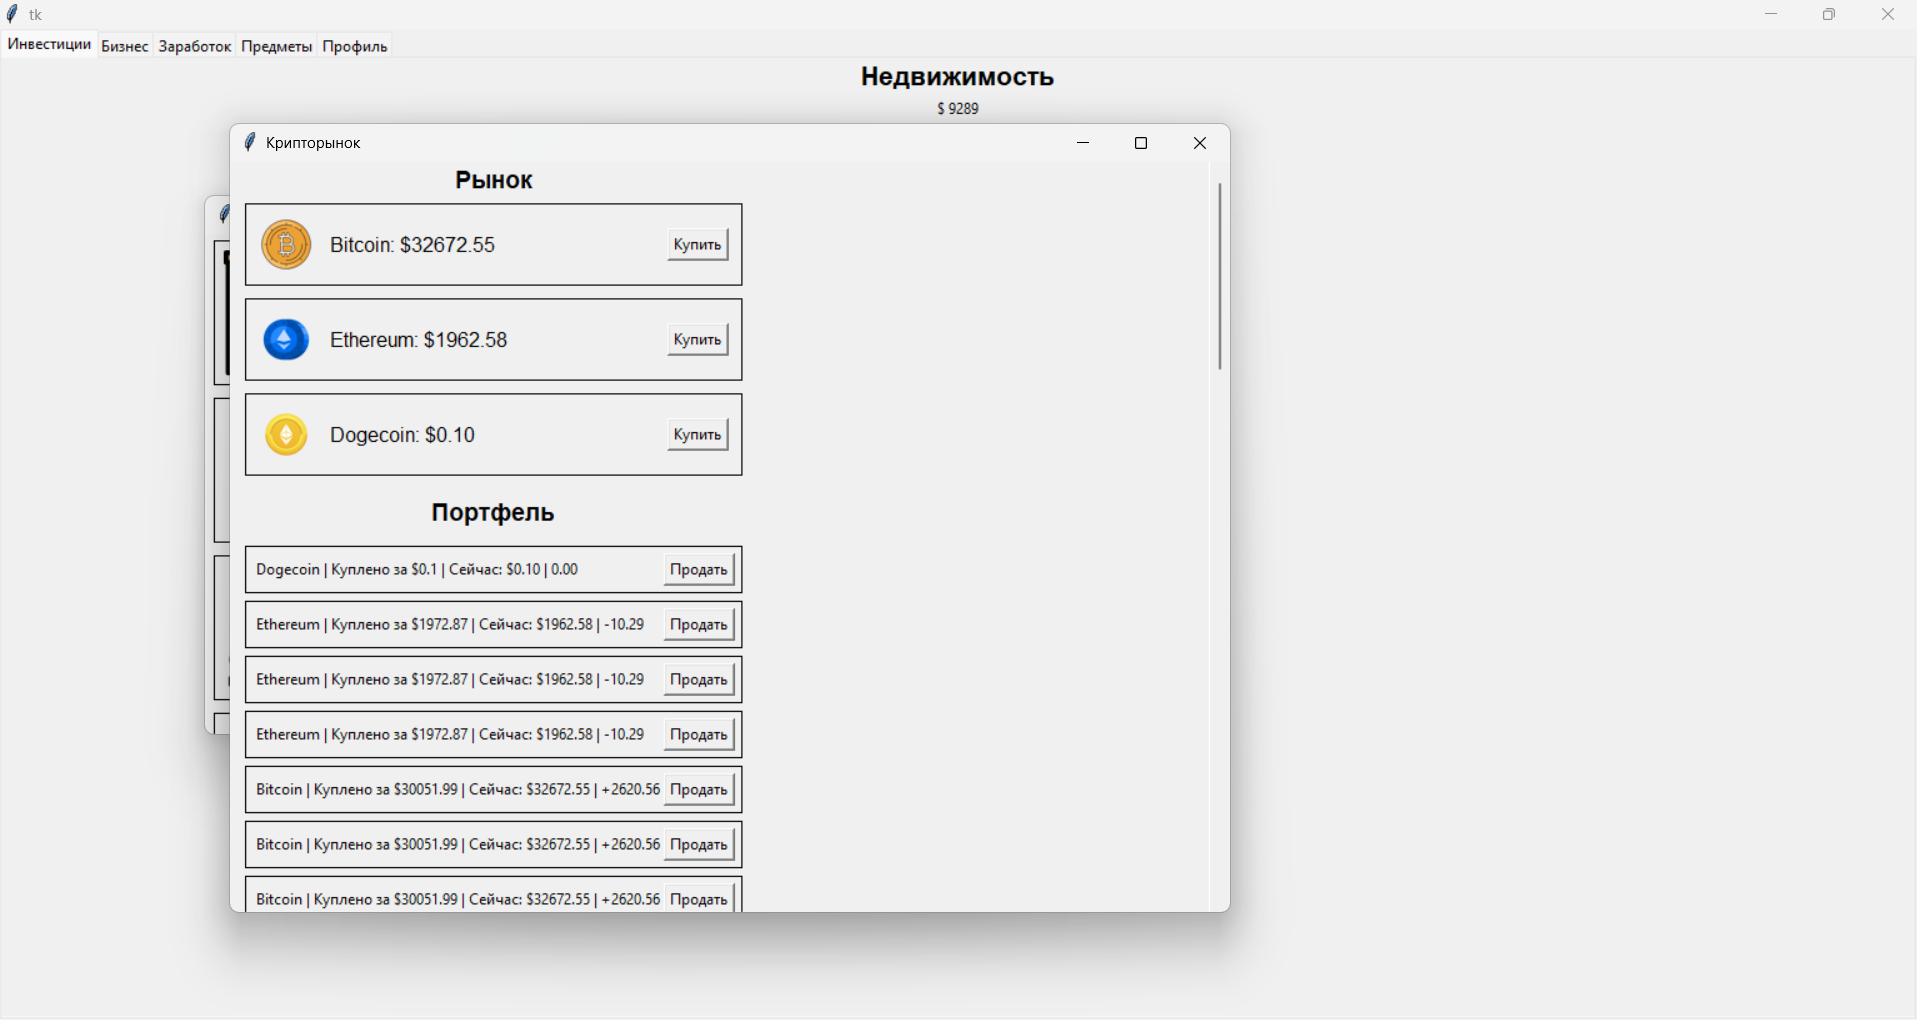 tk
Инвестиции Бизнес Заработок Предметы Профиль
Недвижимость
$ 9289
Крипторынок
Рынок
Bitcoin: $32672.55 Купить
Ethereum: $1962.58 Купить
Dogecoin: $0.10 Купить
Портфель
Dogecoin | Куплено за $0.1 | Сейчас: $0.10 | 0.00 Продать
Ethereum | Куплено за $1972.87 | Сейчас: $1962.58 | -10.29 Продать
Ethereum | Куплено за $1972.87 | Сейчас: $1962.58 | -10.29 Продать
Ethereum | Куплено за $1972.87 | Сейчас: $1962.58 | -10.29 Продать
Bitcoin | Куплено за $30051.99 | Сейчас: $32672.55 | +2620.56 Продать
Bitcoin | Куплено за $30051.99 | Сейчас: $32672.55 | +2620.56 Продать
Bitcoin | Куплено за $30051.99 | Сейчас: $32672.55 | +2620.56 Продать